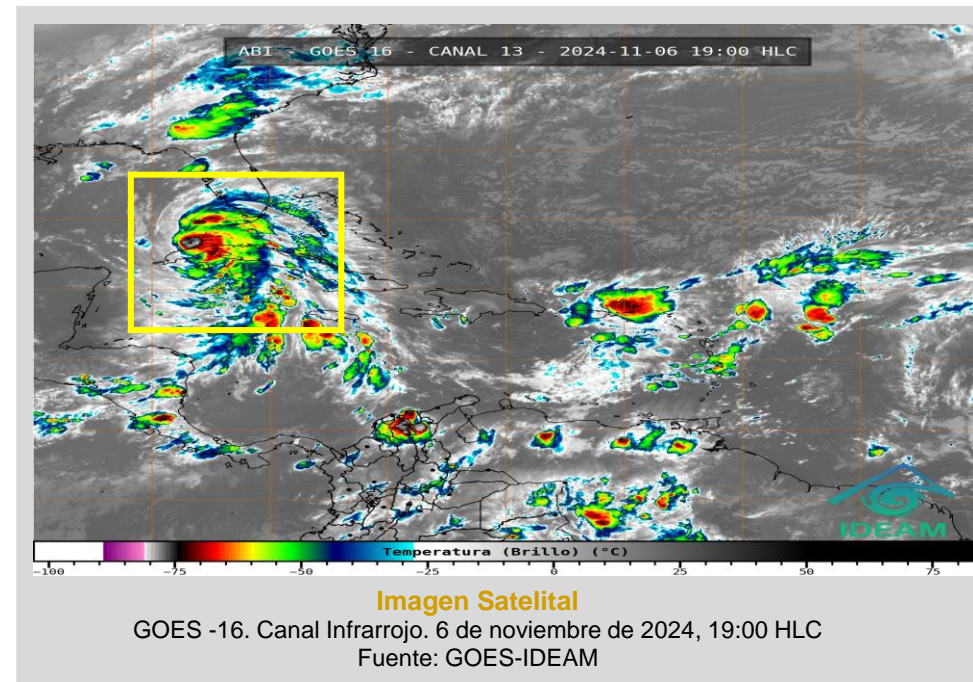 ABI - GOES 16 - CANAL 13 - 2024-11-06 19:00 HLC
IDEAM
Temperatura (Brillo) (°C)
-100 -75 -50 -25 0 25 50 75
Imagen Satelital
GOES -16. Canal Infrarrojo. 6 de noviembre de 2024, 19:00 HLC
Fuente: GOES-IDEAM